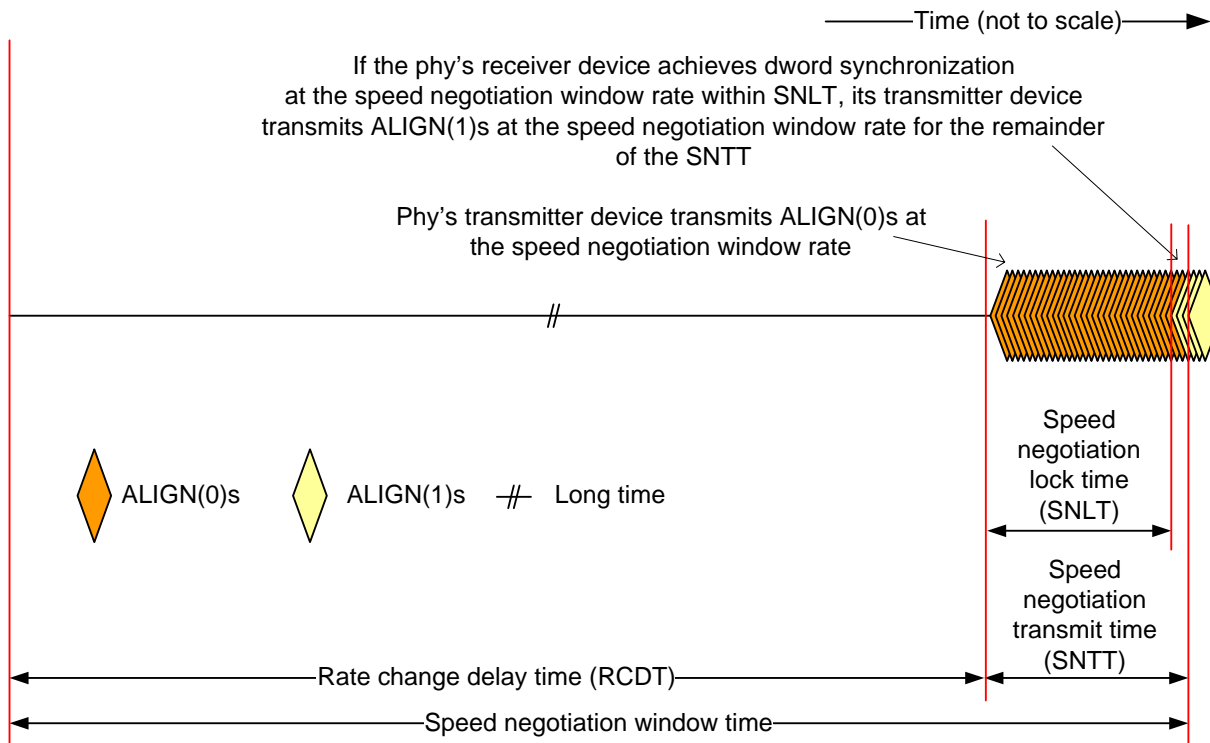 Time (not to scale)
If the phy's receiver device achieves dword synchronization
at the speed negotiation window rate within SNLT, its transmitter device
transmits ALIGN(1)s at the speed negotiation window rate for the remainder
of the SNTT
Phy's transmitter device transmits ALIGN(0)s at
the speed negotiation window rate
ALIGN(0)s
ALIGN(1)s
Long time
Speed
negotiation
lock time
(SNLT)
Speed
negotiation
transmit time
(SNTT)
Rate change delay time (RCDT)
Speed negotiation window time